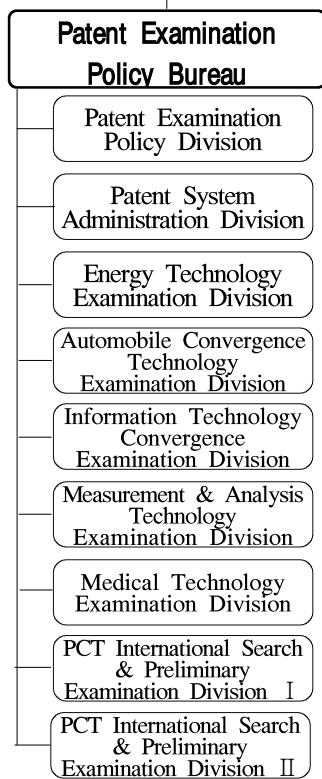 Patent Examination
Policy Bureau
Patent Examination
Policy Division
Patent System
Administration Division
Energy Technology
Examination Division
Automobile Convergence
Technology
Examination Division
Information Technology
Convergence
Examination Division
Measurement & Analysis
Technology
Examination Division
Medical Technology
Examination Division
PCT International Search
& Preliminary
Examination Division Ⅰ
PCT International Search
& Preliminary
Examination Division Ⅱ